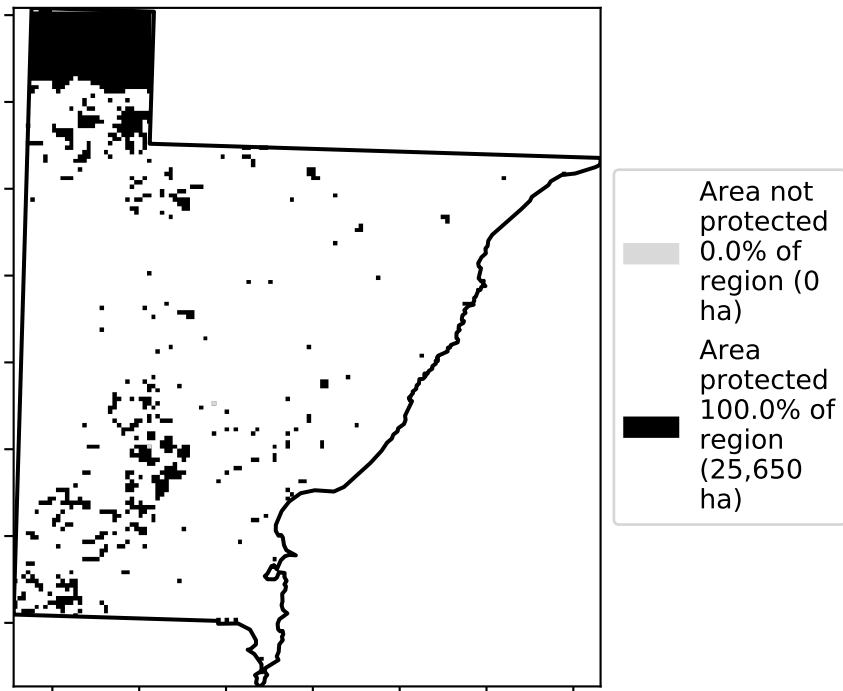 Area not
protected
0.0% of
region (0
ha)
Area
protected
100.0% of
region
(25,650
ha)